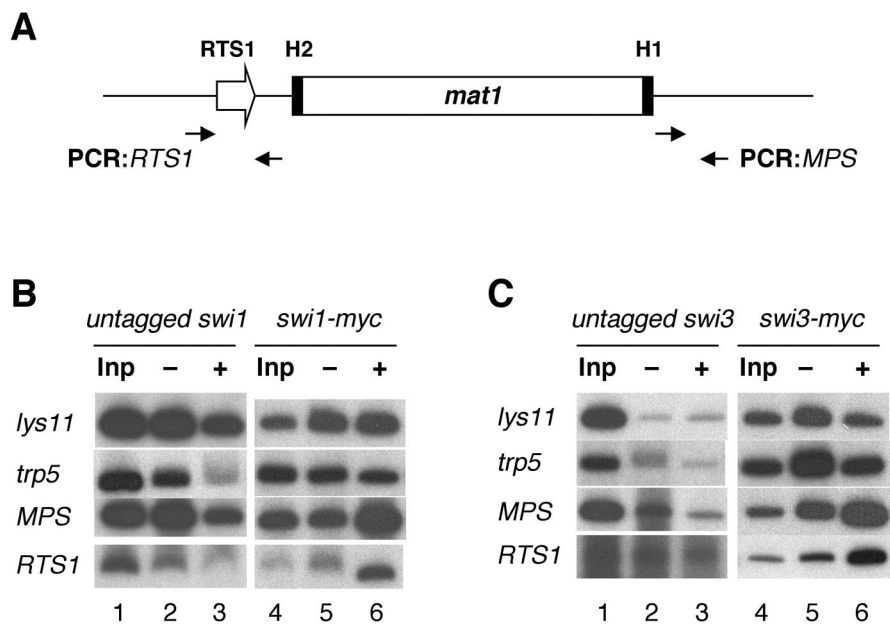 A
RTS1 H2 H1
mat1
PCR:RTS1 PCR:MPS
B C
untagged swi1 swi1-myc untagged swi3 swi3-myc
Inp – + Inp – + Inp – + Inp – +
lys11 lys11
trp5 trp5
MPS MPS
RTS1 RTS1
1 2 3 4 5 6 1 2 3 4 5 6